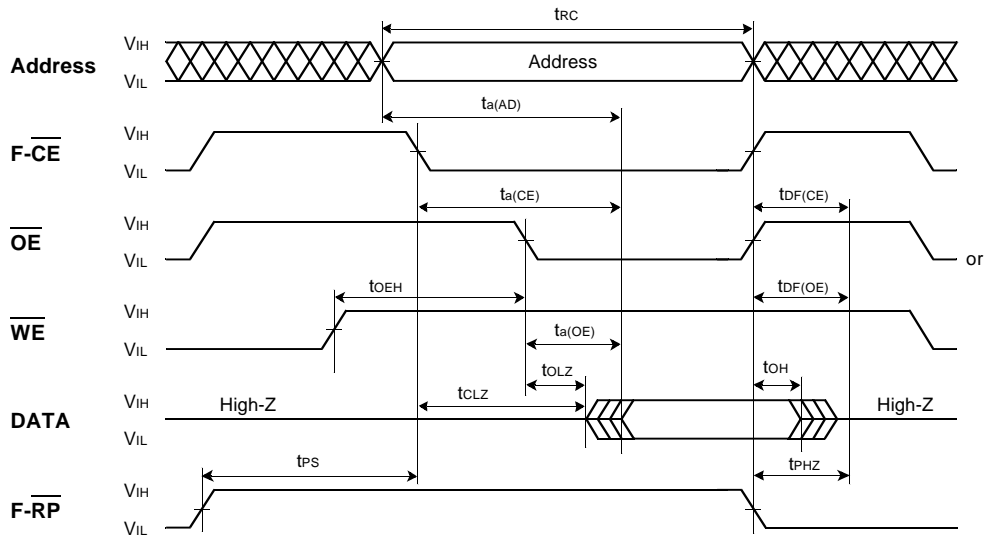 tRC
VIH
Address
Address
VIL
ta(AD)
VIH
F-CE
VIL
ta(CE)
tDF(CE)
VIH
OE
VIL
or
tOEH
tDF(OE)
VIH
WE
VIL
ta(OE)
tOLZ
tOH
tCLZ
VIH
High-Z
High-Z
DATA
VIL
tPS
tPHZ
VIH
F-RP
VIL